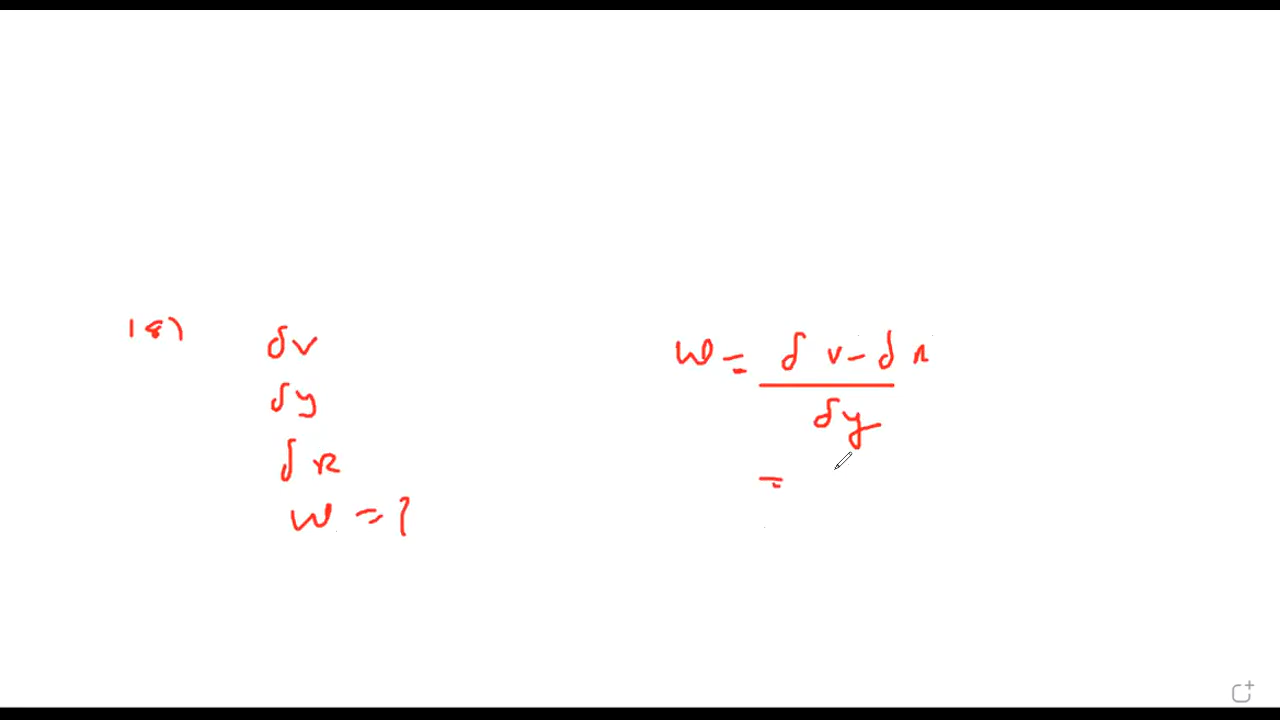 18)
δv
δy
δR
W = ?
W = δv-δR
δy
=